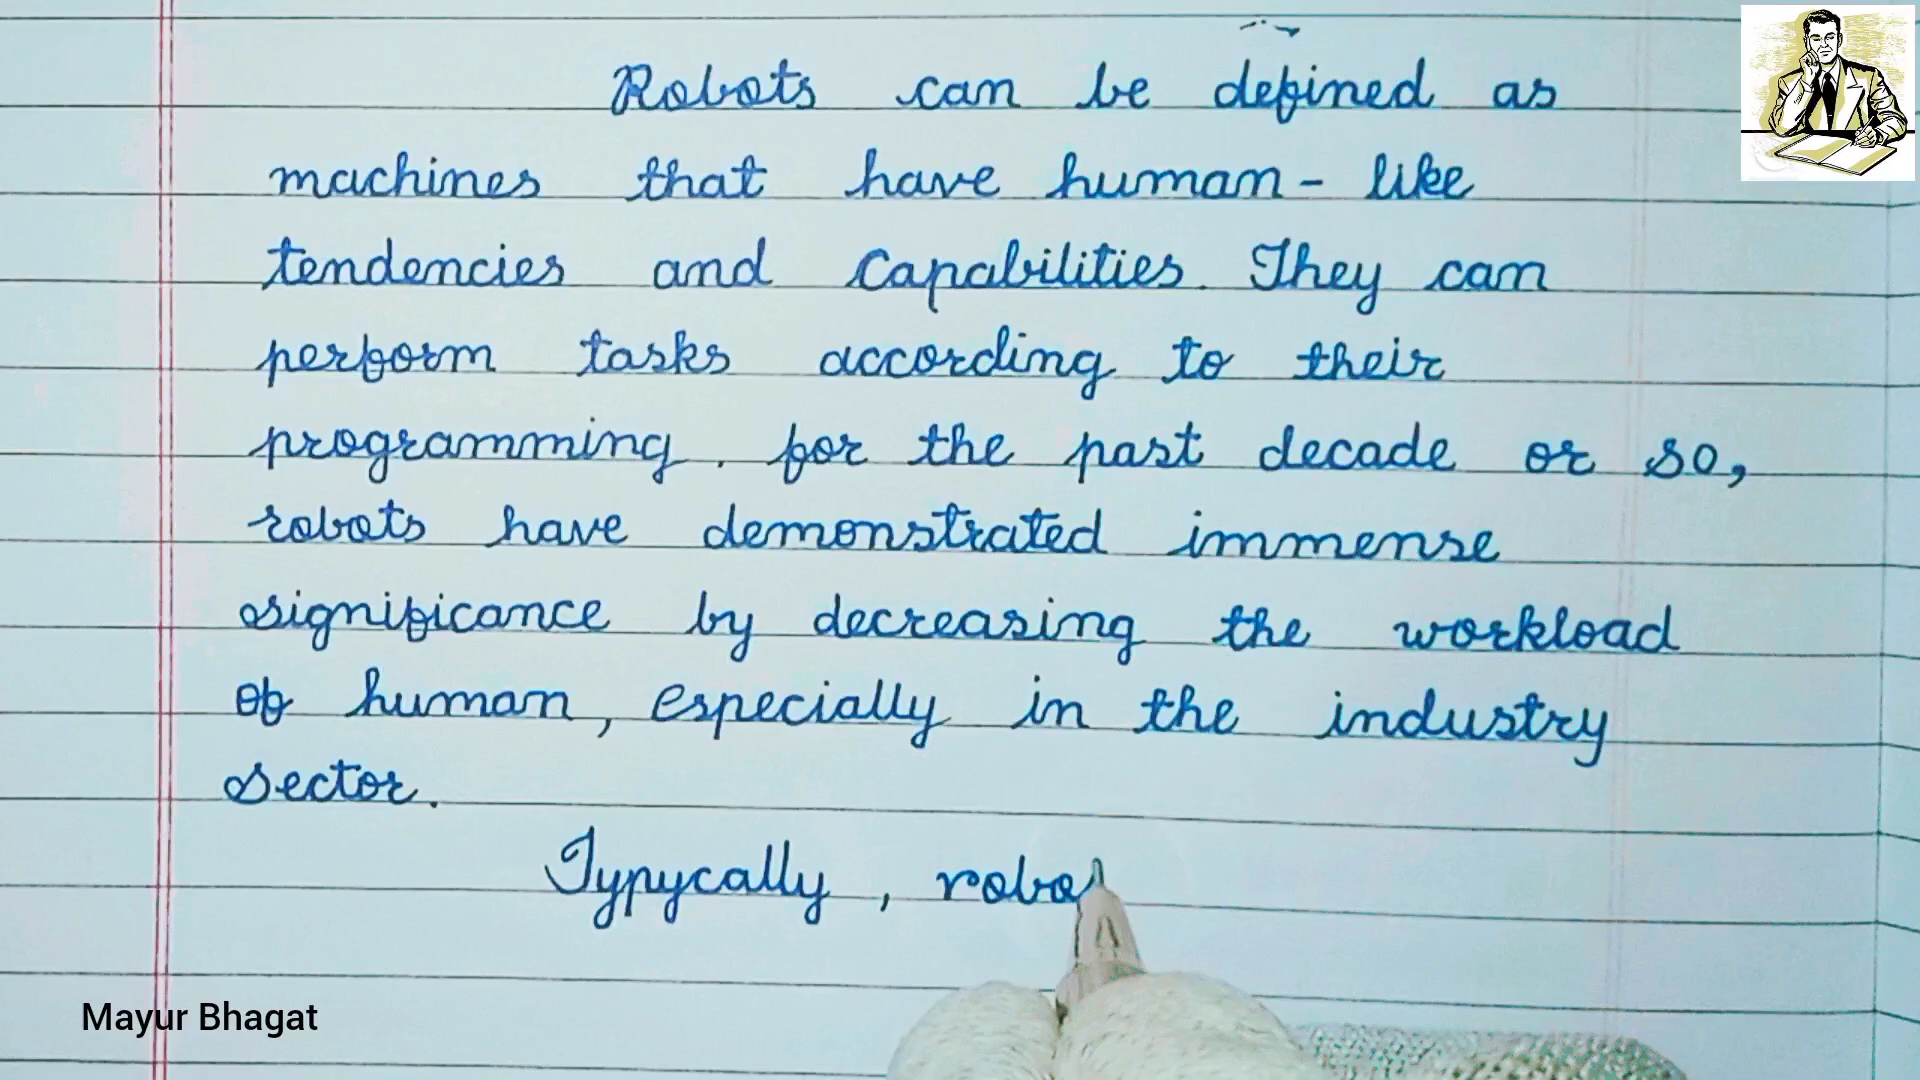 Robots can be defined as
machines that have human - like
tendencies and capabilities. They can
perform tasks according to their
programming. for the past decade or so,
robots have demonstrated immense
significance by decreasing the workload
of human, especially in the industry
sector.
Typycally, robo
Mayur Bhagat